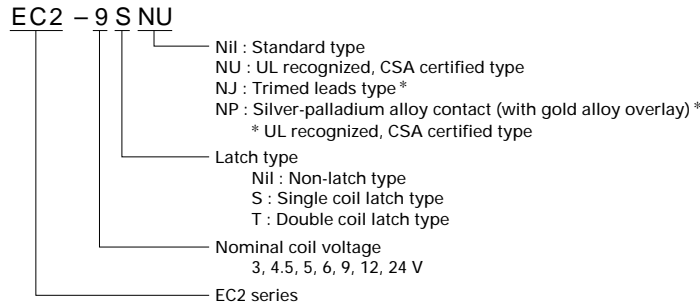 EC2 – 9 S NU
Nil : Standard type
NU : UL recognized, CSA certified type
NJ : Trimed leads type *
NP : Silver-palladium alloy contact (with gold alloy overlay) *
* UL recognized, CSA certified type
Latch type
Nil : Non-latch type
S : Single coil latch type
T : Double coil latch type
Nominal coil voltage
3, 4.5, 5, 6, 9, 12, 24 V
EC2 series